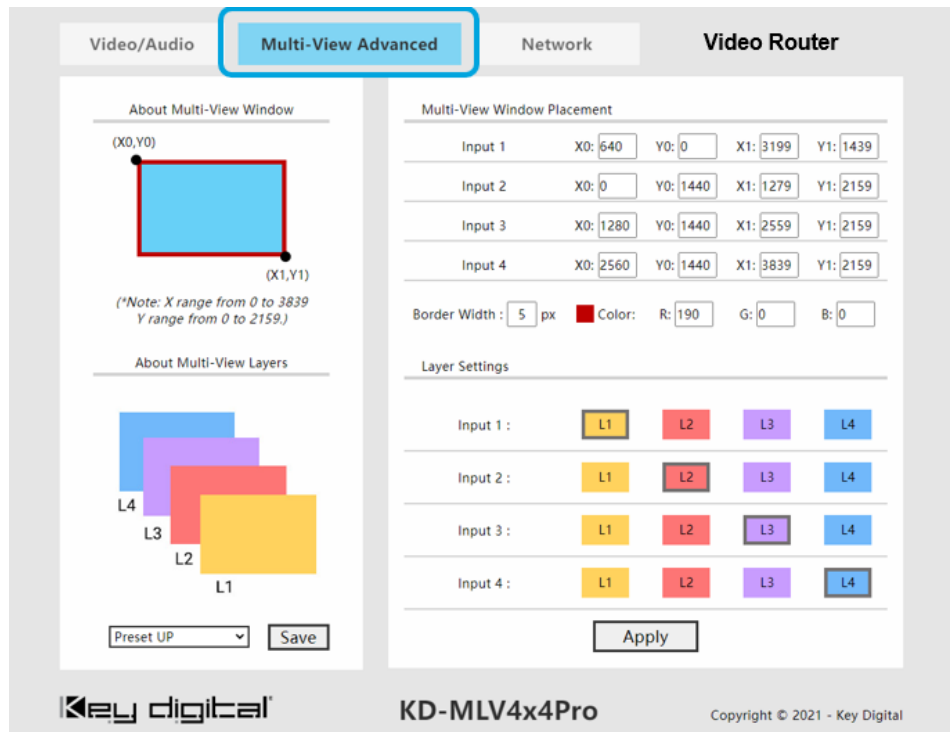 Video/Audio
Multi-View Advanced
Network
Video Router
About Multi-View Window
(X0,Y0)
(X1,Y1)
(*Note: X range from 0 to 3839
Y range from 0 to 2159.)
About Multi-View Layers
L4
L3
L2
L1
Preset UP
Save
Multi-View Window Placement
Input 1 X0: 640 Y0: 0 X1: 3199 Y1: 1439
Input 2 X0: 0 Y0: 1440 X1: 1279 Y1: 2159
Input 3 X0: 1280 Y0: 1440 X1: 2559 Y1: 2159
Input 4 X0: 2560 Y0: 1440 X1: 3839 Y1: 2159
Border Width : 5 px Color: R: 190 G: 0 B: 0
Layer Settings
Input 1 : L1 L2 L3 L4
Input 2 : L1 L2 L3 L4
Input 3 : L1 L2 L3 L4
Input 4 : L1 L2 L3 L4
Apply
Key digital
KD-MLV4x4Pro
Copyright © 2021 - Key Digital